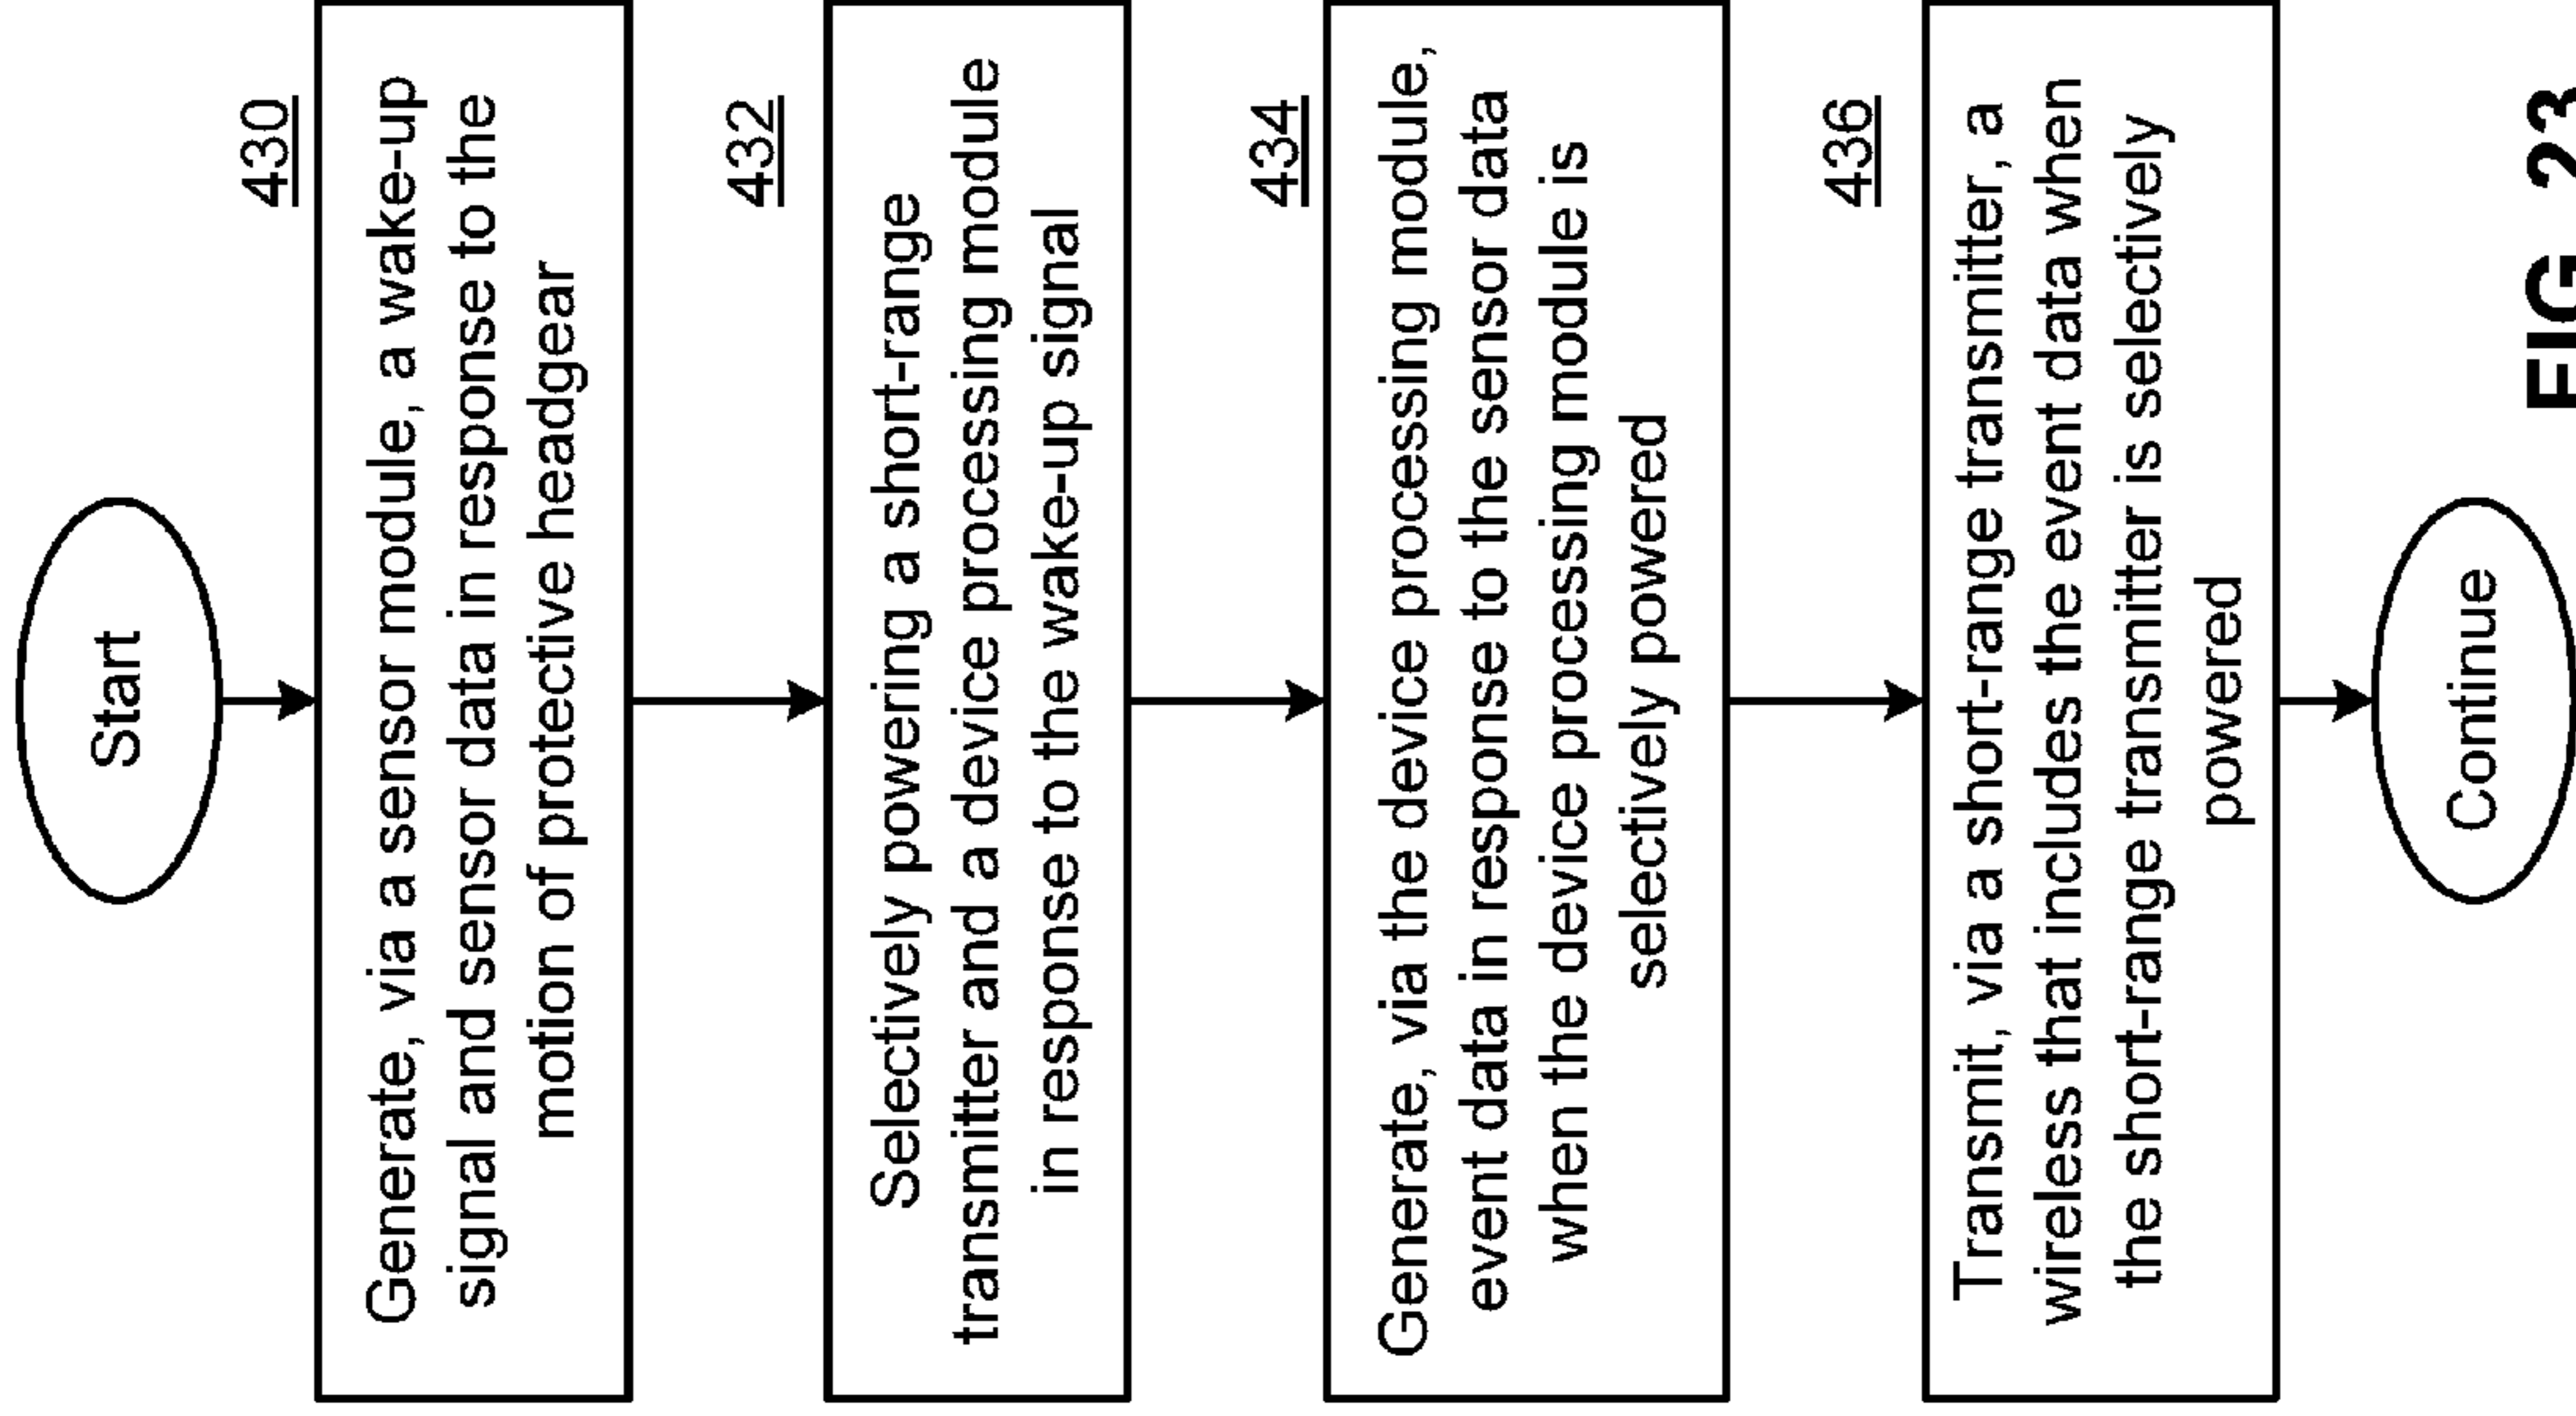 Start
430
Generate, via a sensor module, a wake-up
signal and sensor data in response to the
motion of protective headgear
432
Selectively powering a short-range
transmitter and a device processing module
in response to the wake-up signal
434
Generate, via the device processing module,
event data in response to the sensor data
when the device processing module is
selectively powered
436
Transmit, via a short-range transmitter, a
wireless that includes the event data when
the short-range transmitter is selectively
powered
Continue
FIG. 23